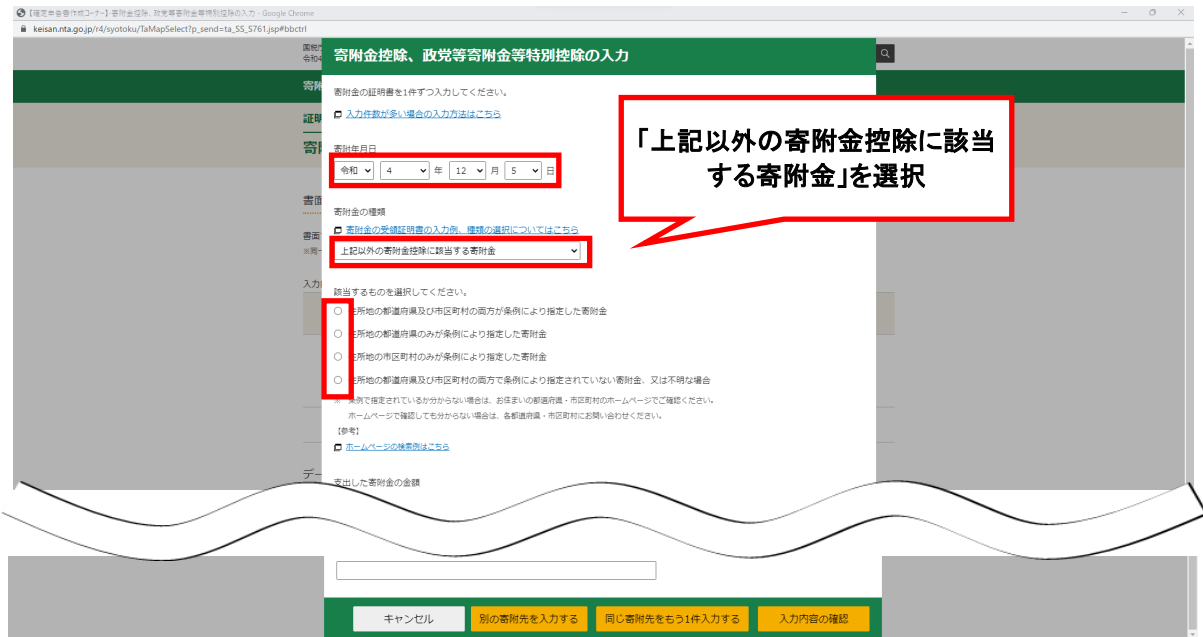 【確定申告書作成コーナー】-寄附金控除、政党等寄附金等特別控除の入力 - Google Chrome
keisan.nta.go.jp/r4/syotoku/TaMapSelect?p_send=ta_SS_S761.jsp#bbctrl
国税庁
令和4
寄附金控除、政党等寄附金等特別控除の入力
寄附
寄附金の証明書を1件ずつ入力してください。
証明
入力件数が多い場合の入力方法はこちら
「上記以外の寄附金控除に該当
する寄附金」を選択
寄附
寄附年月日
令和 4 年 12 月 5 日
書面
寄附金の種類
寄附金の受領証明書の入力例、種類の選択についてはこちら
書面
※同一
上記以外の寄附金控除に該当する寄附金
入力
該当するものを選択してください。
住所地の都道府県及び市区町村の両方が条例により指定した寄附金
住所地の都道府県のみが条例により指定した寄附金
住所地の市区町村のみが条例により指定した寄附金
住所地の都道府県及び市区町村の両方で条例により指定されていない寄附金、又は不明な場合
※ 条例で指定されているか分からない場合は、お住まいの都道府県・市区町村のホームページでご確認ください。
ホームページで確認しても分からない場合は、各都道府県・市区町村にお問い合わせください。
【参考】
ホームページの検索例はこちら
デー
支出した寄附金の金額
キャンセル
別の寄附先を入力する
同じ寄附先をもう1件入力する
入力内容の確認